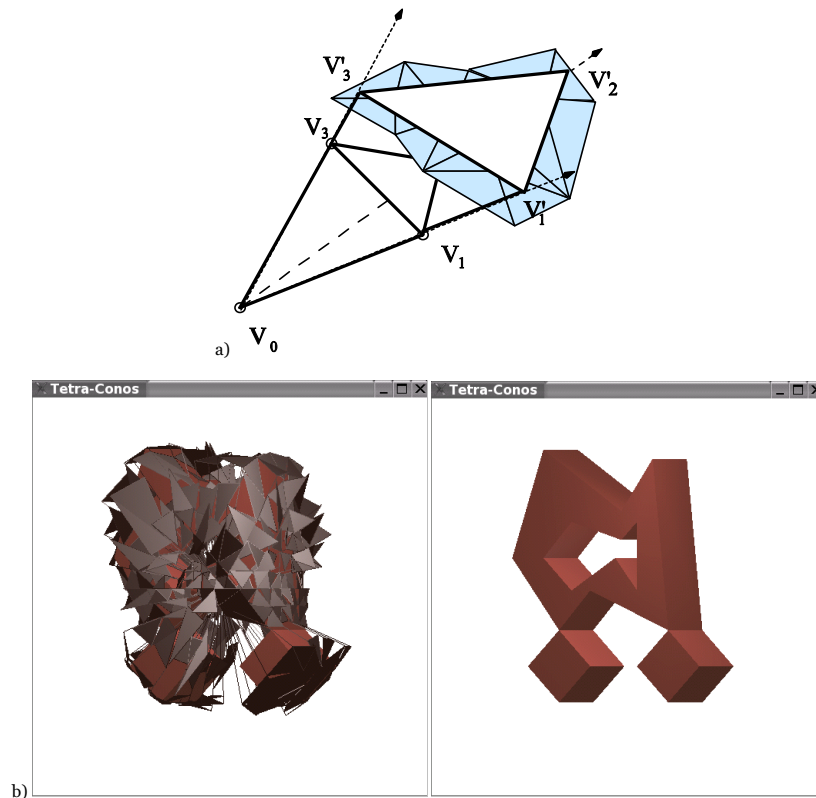 V'3
V'2
V3
V'1
V1
V0
a)
Tetra-Conos
Tetra-Conos
b)